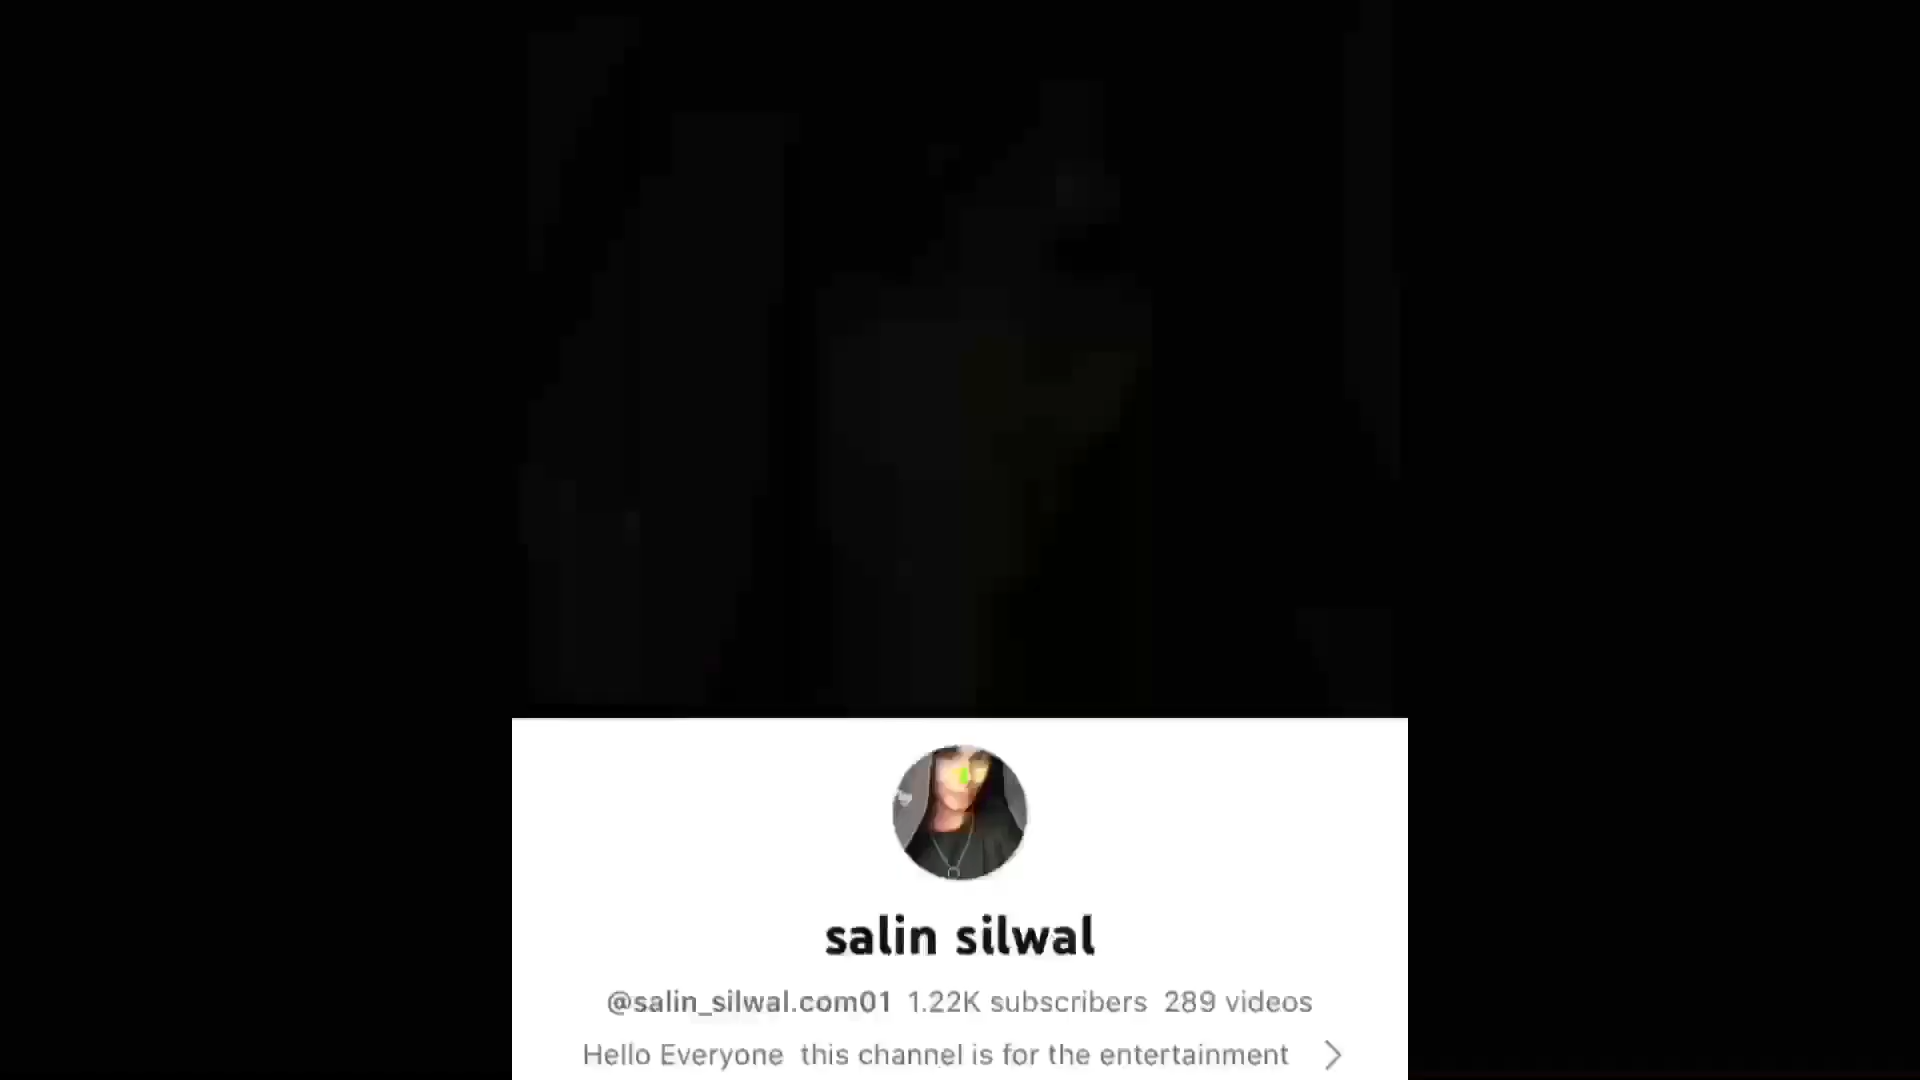 salin silwal
@salin_silwal.com01 1.22K subscribers 289 videos
Hello Everyone this channel is for the entertainment